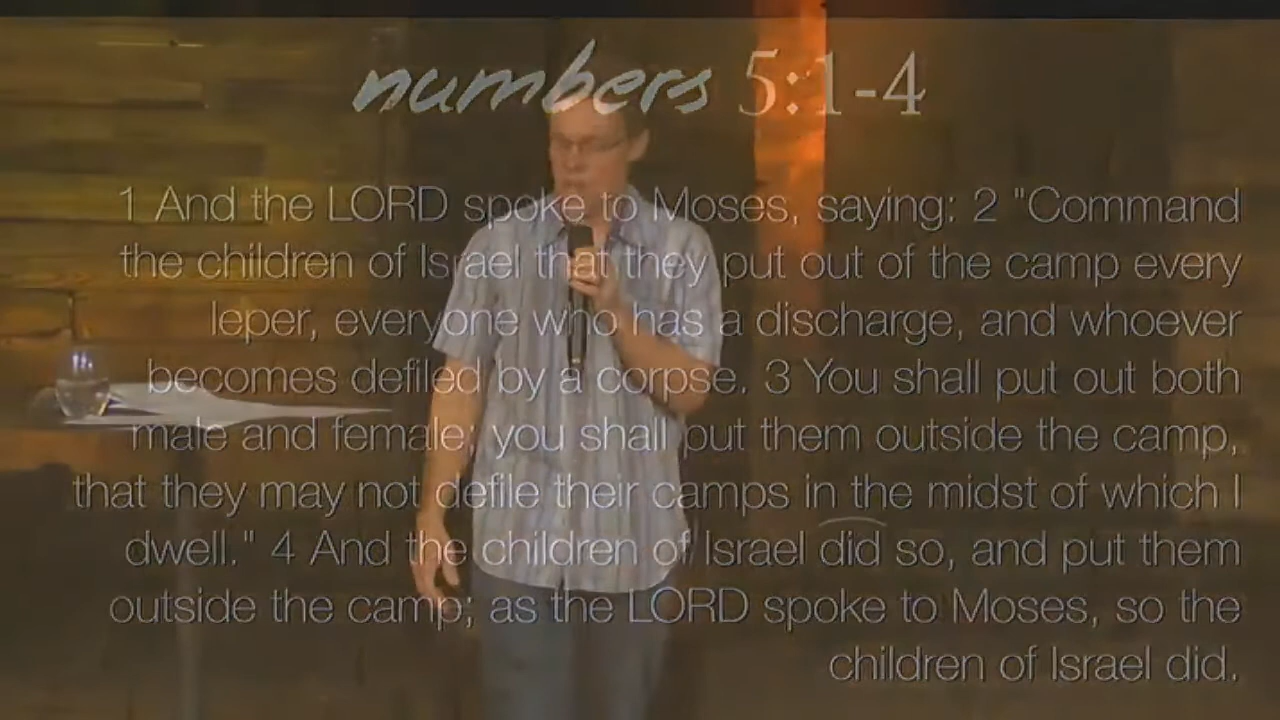 numbers 5:1-4
1 And the LORD spoke to Moses, saying: 2 "Command
the children of Israel that they put out of the camp every
leper, everyone who has a discharge, and whoever
becomes defiled by a corpse. 3 You shall put out both
male and female; you shall put them outside the camp,
that they may not defile their camps in the midst of which I
dwell." 4 And the children of Israel did so, and put them
outside the camp; as the LORD spoke to Moses, so the
children of Israel did.